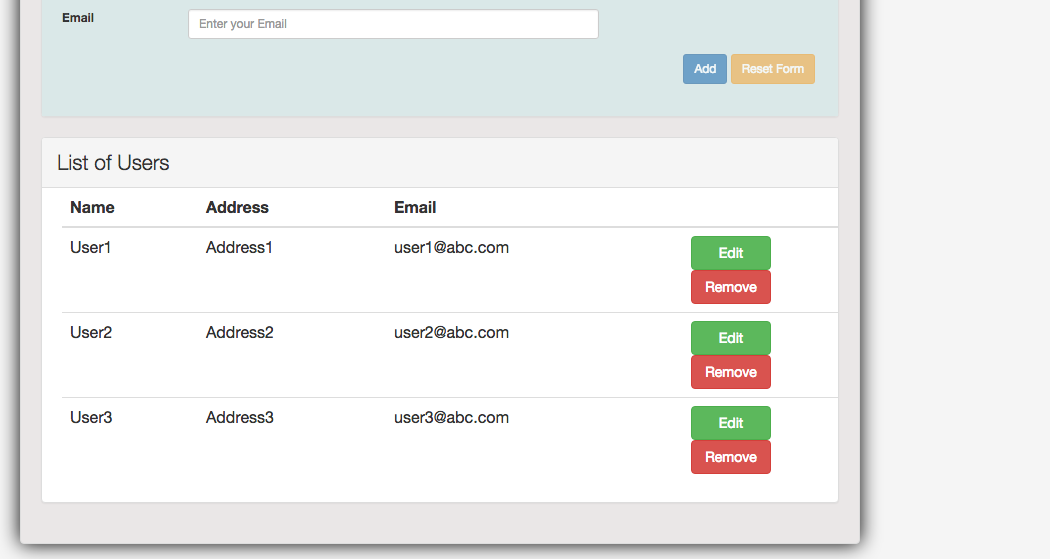 Email Enter your Email
Add Reset Form
List of Users
Name Address Email
User1 Address1 user1@abc.com Edit
Remove
User2 Address2 user2@abc.com Edit
Remove
User3 Address3 user3@abc.com Edit
Remove